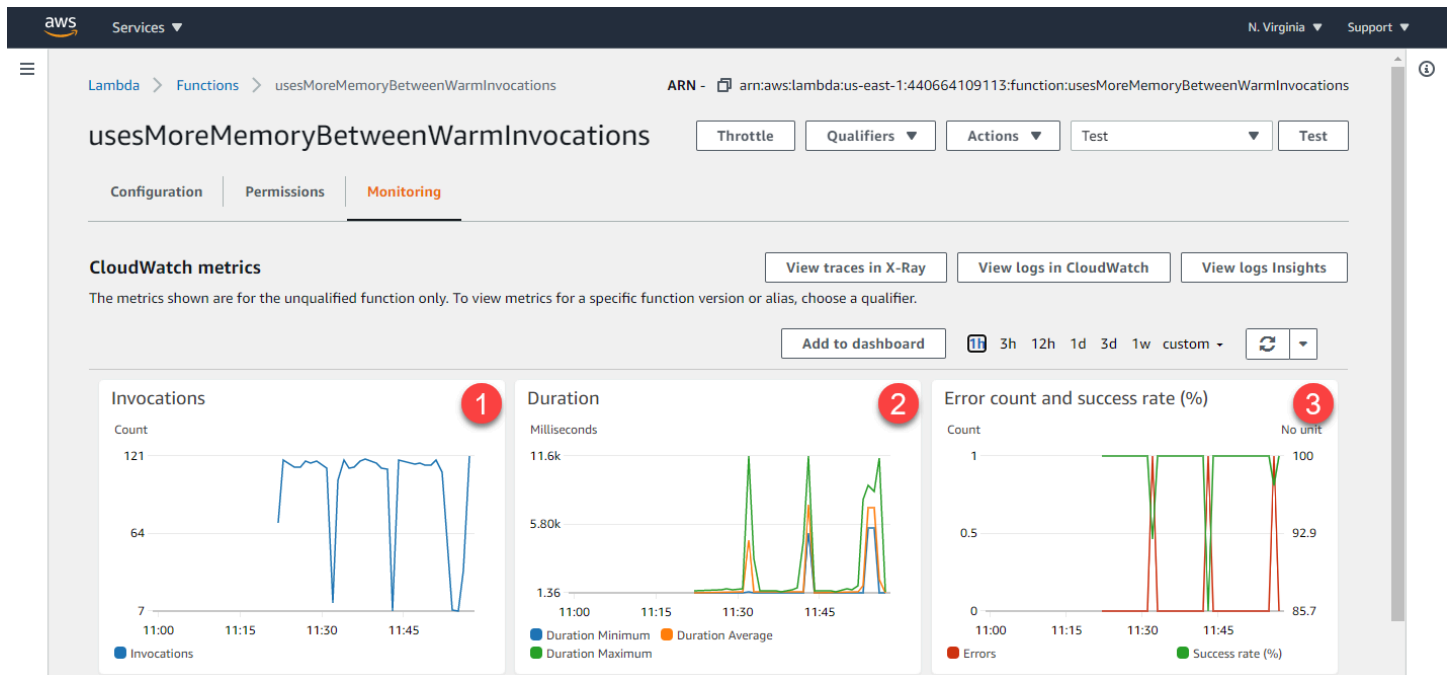 aws Services ▼ N. Virginia ▼ Support ▼
Lambda > Functions > usesMoreMemoryBetweenWarmInvocations ARN - arn:aws:lambda:us-east-1:440664109113:function:usesMoreMemoryBetweenWarmInvocations
usesMoreMemoryBetweenWarmInvocations Throttle Qualifiers ▼ Actions ▼ Test ▼ Test
Configuration Permissions Monitoring
CloudWatch metrics View traces in X-Ray View logs in CloudWatch View logs Insights
The metrics shown are for the unqualified function only. To view metrics for a specific function version or alias, choose a qualifier.
Add to dashboard 1h 3h 12h 1d 3d 1w custom
Invocations 1
Count
121
64
7
11:00 11:15 11:30 11:45
Invocations
Duration 2
Milliseconds
11.6k
5.80k
1.36
11:00 11:15 11:30 11:45
Duration Minimum Duration Average
Duration Maximum
Error count and success rate (%) 3
Count No unit
1 100
0.5 92.9
0 85.7
11:00 11:15 11:30 11:45
Errors Success rate (%)